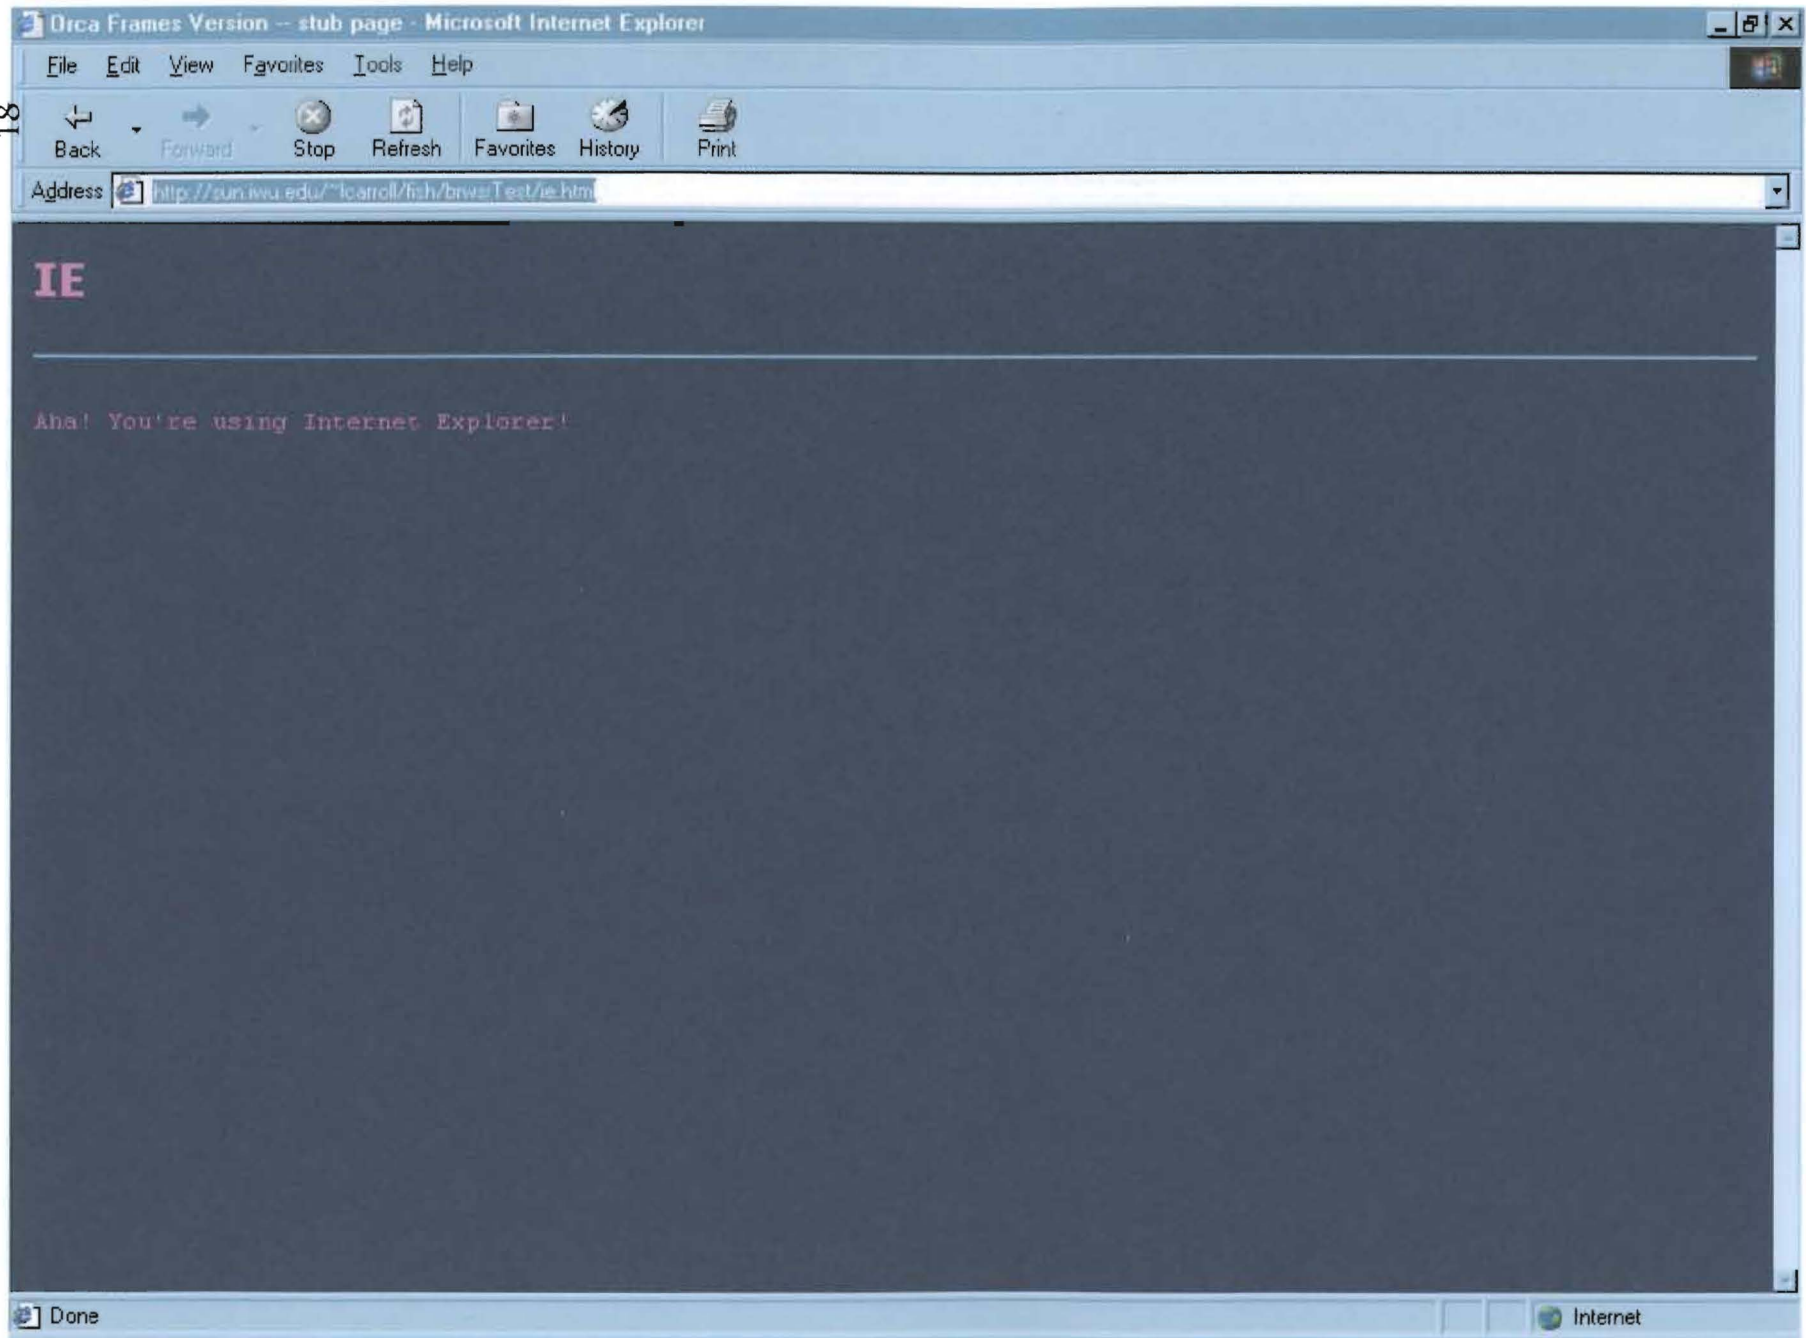 Orca Frames Version -- stub page - Microsoft Internet Explorer
File Edit View Favorites Tools Help
18
Back Forward Stop Refresh Favorites History Print
Address http://sun.iwu.edu/~lcarroll/fish/brwsrTest/ie.html
IE
Aha! You're using Internet Explorer!
Done Internet